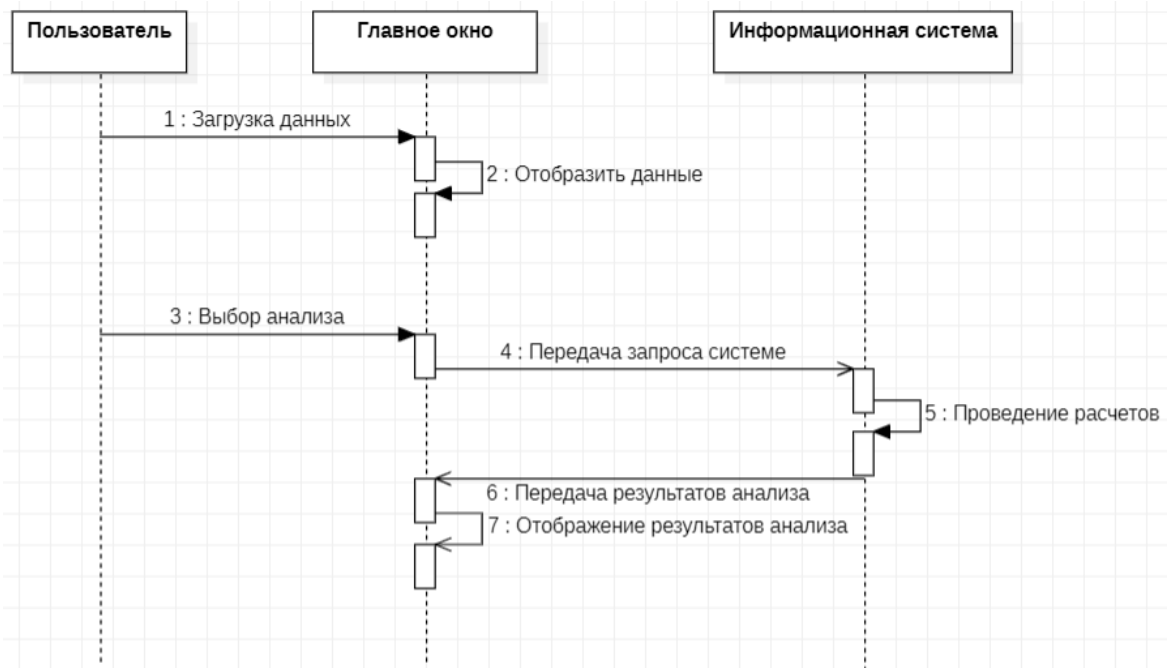 Пользователь
Главное окно
Информационная система
1 : Загрузка данных
2 : Отобразить данные
3 : Выбор анализа
4 : Передача запроса системе
5 : Проведение расчетов
6 : Передача результатов анализа
7 : Отображение результатов анализа